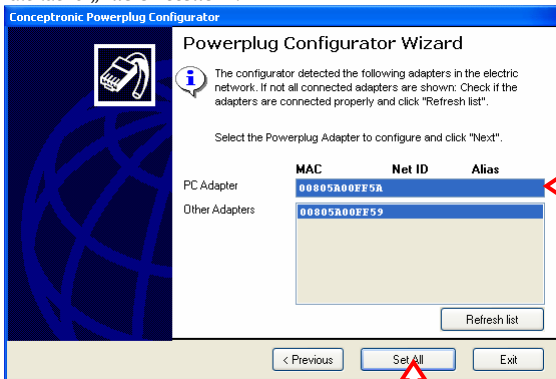 Conceptronic Powerplug Configurator
Powerplug Configurator Wizard
The configurator detected the following adapters in the electric
network. If not all connected adapters are shown: Check if the
adapters are connected properly and click "Refresh list".
Select the Powerplug Adapter to configure and click "Next".
MAC Net ID Alias
PC Adapter 00805A00FF5A
Other Adapters 00805A00FF59
Refresh list
< Previous Set All Exit